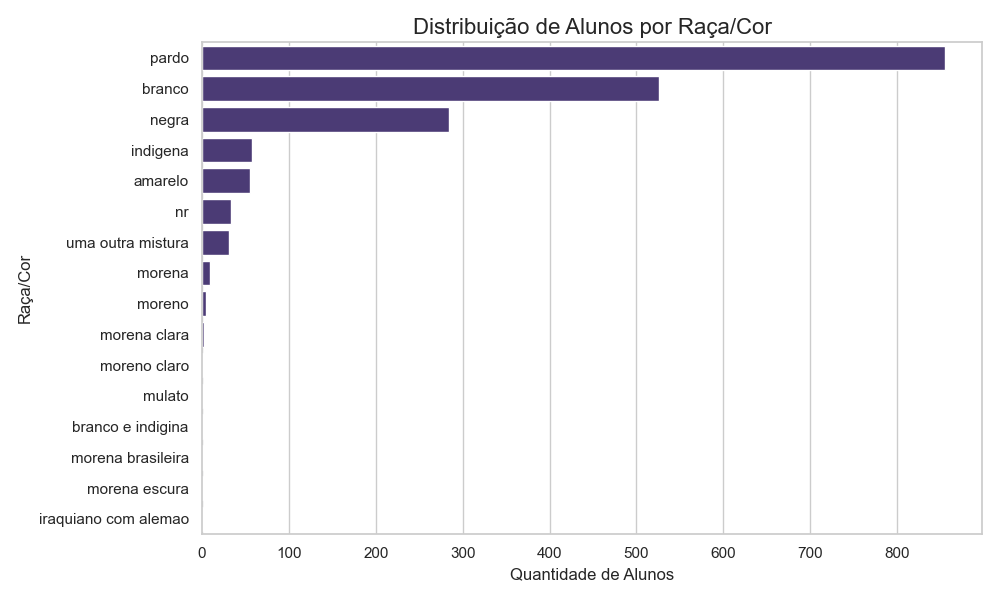 Distribuição de Alunos por Raça/Cor
pardo
branco
negra
indigena
amarelo
nr
uma outra mistura
morena
moreno
morena clara
moreno claro
mulato
branco e indigina
morena brasileira
morena escura
iraquiano com alemao
Raça/Cor
0 100 200 300 400 500 600 700 800
Quantidade de Alunos